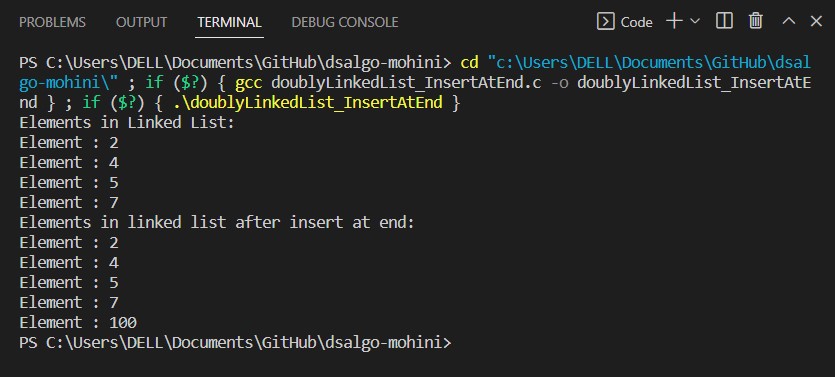 PROBLEMS OUTPUT TERMINAL DEBUG CONSOLE Code
PS C:\Users\DELL\Documents\GitHub\dsalgo-mohini> cd "c:\Users\DELL\Documents\GitHub\dsal
go-mohini\" ; if ($?) { gcc doublyLinkedList_InsertAtEnd.c -o doublyLinkedList_InsertAtE
nd } ; if ($?) { .\doublyLinkedList_InsertAtEnd }
Elements in Linked List:
Element : 2
Element : 4
Element : 5
Element : 7
Elements in linked list after insert at end:
Element : 2
Element : 4
Element : 5
Element : 7
Element : 100
PS C:\Users\DELL\Documents\GitHub\dsalgo-mohini>